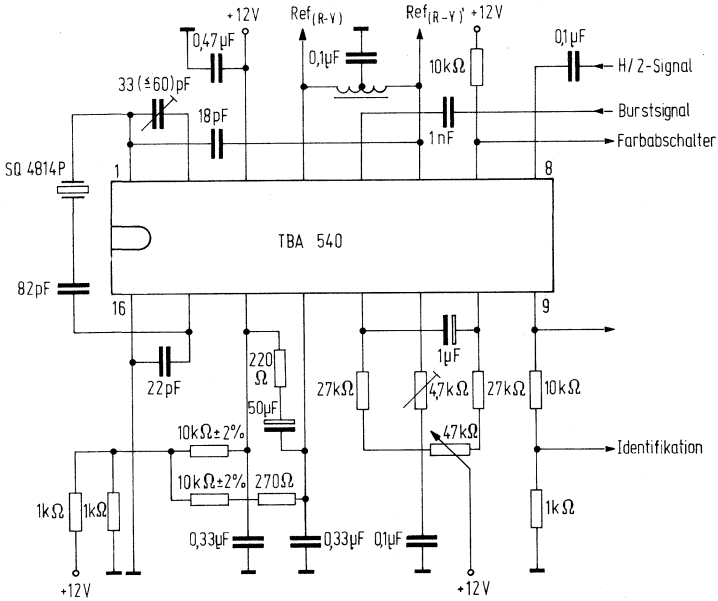 +12V
Ref(R-Y)
Ref(R-Y)'
+12V
0,47µF
0,1µF
10kΩ
0,1µF
H/2-Signal
33(≤60)pF
Burstsignal
18pF
1nF
Farbabschalter
SQ 4814P
1
8
TBA 540
82pF
16
9
22pF
220
Ω
1µF
27kΩ
4,7kΩ
27kΩ
10kΩ
50µF
10kΩ±2%
47kΩ
Identifikation
10kΩ±2%
270Ω
1kΩ
1kΩ
1kΩ
0,33µF
0,33µF
0,1µF
+12V
+12V